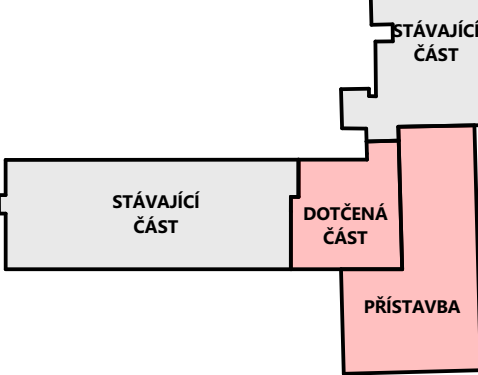 STÁVAJÍCÍ
ČÁST
STÁVAJÍCÍ
ČÁST
DOTČENÁ
ČÁST
PŘÍSTAVBA